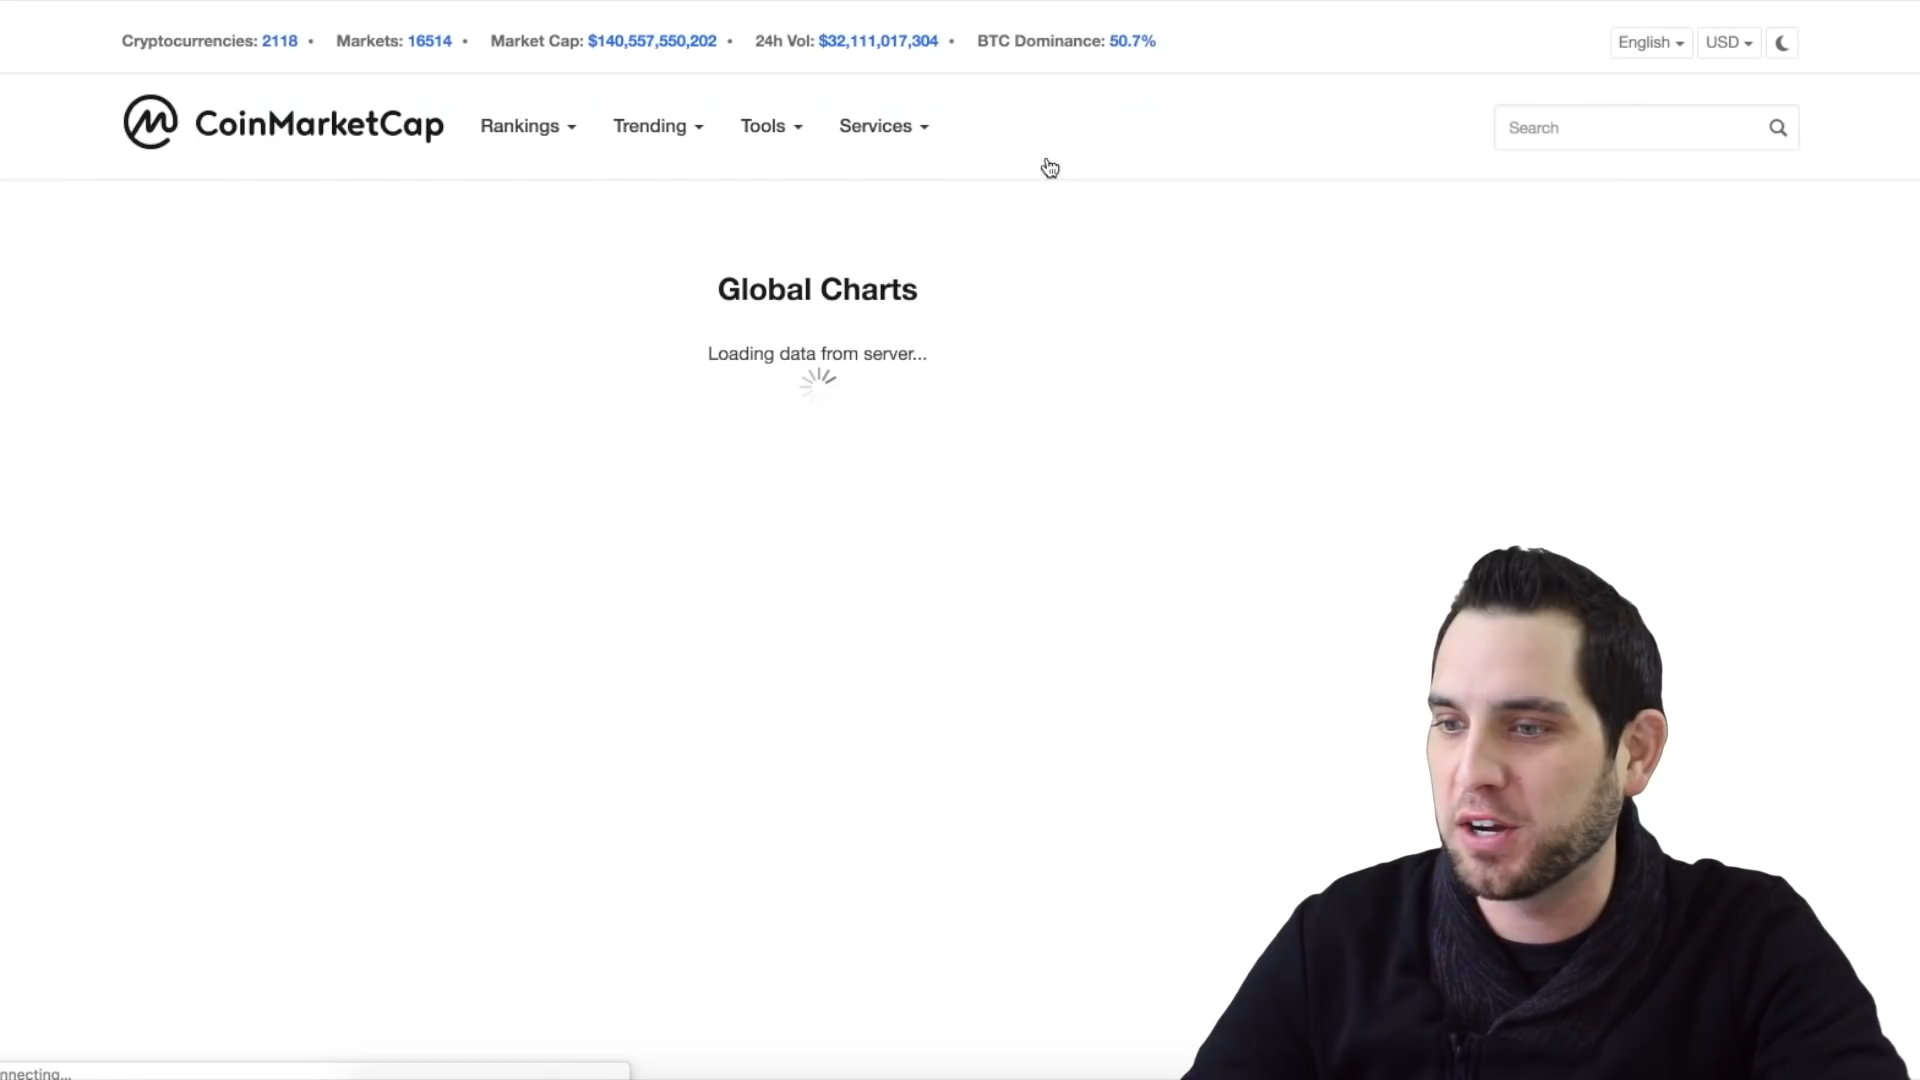 Cryptocurrencies: 2118 • Markets: 16514 • Market Cap: $140,557,550,202 • 24h Vol: $32,111,017,304 • BTC Dominance: 50.7% English USD
CoinMarketCap Rankings Trending Tools Services Search
Global Charts
Loading data from server...
nnecting...